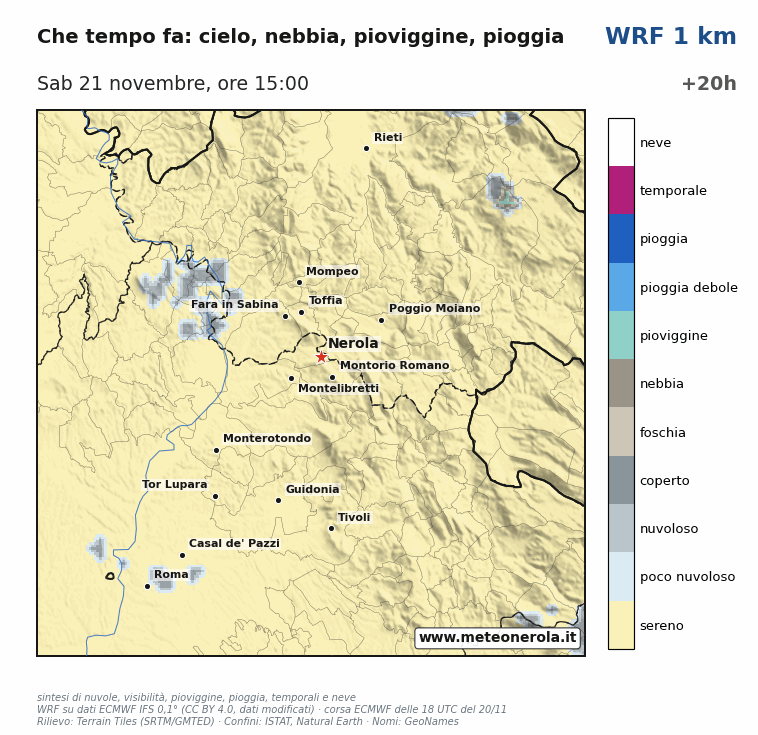 Che tempo fa: cielo, nebbia, pioviggine, pioggia
WRF 1 km
Sab 21 novembre, ore 15:00
+20h
Rieti
Mompeo
Toffia
Fara in Sabina
Poggio Moiano
Nerola
Montorio Romano
Montelibretti
Monterotondo
Tor Lupara
Guidonia
Tivoli
Casal de' Pazzi
Roma
www.meteonerola.it
neve
temporale
pioggia
pioggia debole
pioviggine
nebbia
foschia
coperto
nuvoloso
poco nuvoloso
sereno
sintesi di nuvole, visibilità, pioviggine, pioggia, temporali e neve
WRF su dati ECMWF IFS 0,1° (CC BY 4.0, dati modificati) · corsa ECMWF delle 18 UTC del 20/11
Rilievo: Terrain Tiles (SRTM/GMTED) · Confini: ISTAT, Natural Earth · Nomi: GeoNames